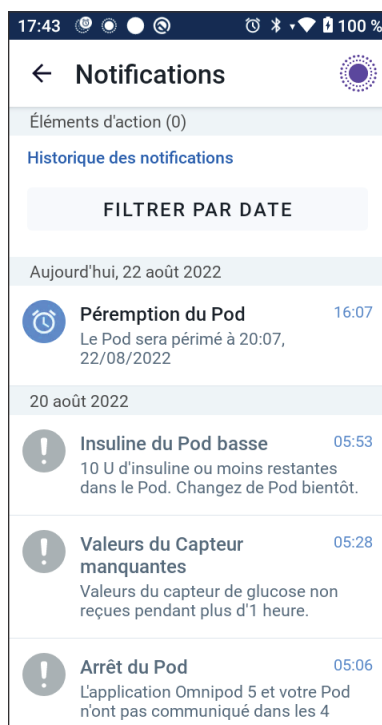 17:43 100 %
Notifications
Éléments d'action (0)
Historique des notifications
FILTRER PAR DATE
Aujourd'hui, 22 août 2022
Péremption du Pod 16:07
Le Pod sera périmé à 20:07,
22/08/2022
20 août 2022
Insuline du Pod basse 05:53
10 U d'insuline ou moins restantes
dans le Pod. Changez de Pod bientôt.
Valeurs du Capteur 05:28
manquantes
Valeurs du capteur de glucose non
reçues pendant plus d'1 heure.
Arrêt du Pod 05:06
L'application Omnipod 5 et votre Pod
n'ont pas communiqué dans les 4